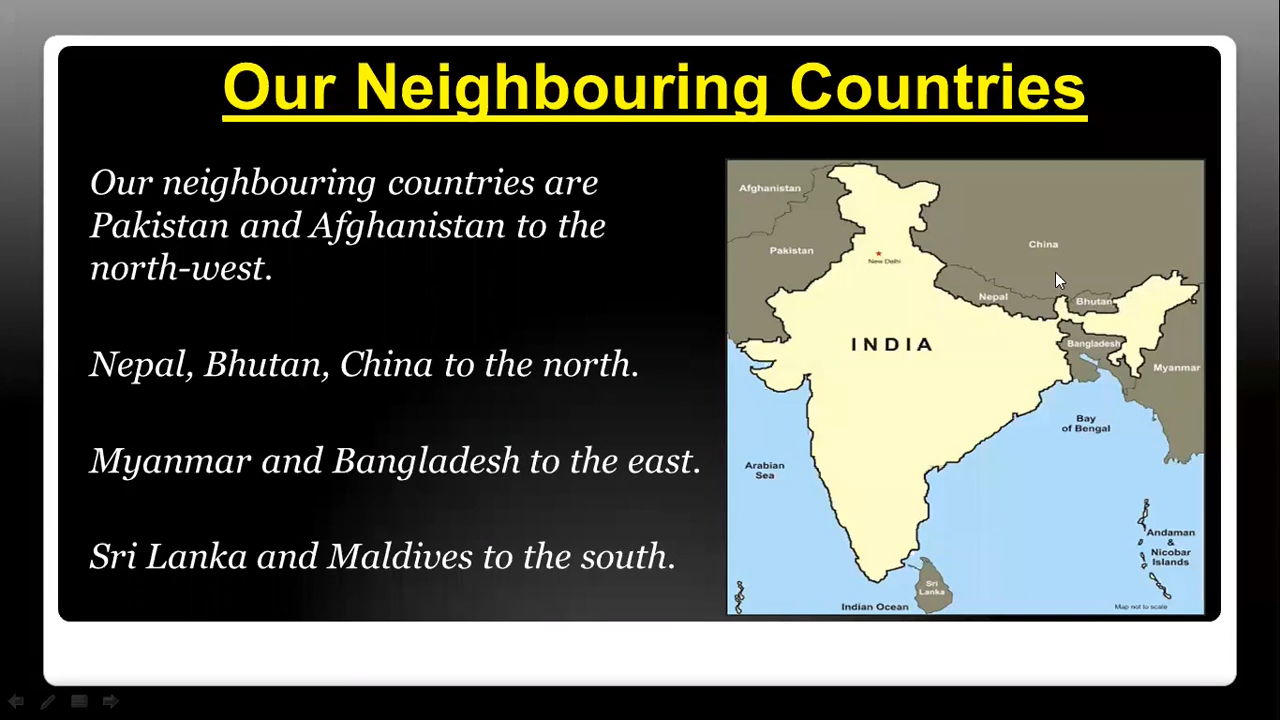 Our Neighbouring Countries
Our neighbouring countries are
Pakistan and Afghanistan to the
north-west.
Nepal, Bhutan, China to the north.
Myanmar and Bangladesh to the east.
Sri Lanka and Maldives to the south.
Afghanistan
Pakistan
China
New Delhi
Nepal
Bhutan
INDIA
Bangladesh
Myanmar
Bay
of Bengal
Arabian
Sea
Andaman
&
Nicobar
Islands
Sri
Lanka
Indian Ocean
Map not to scale